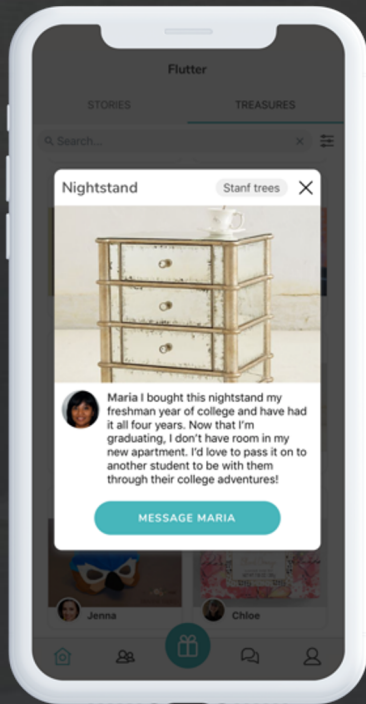 Flutter
STORIES
TREASURES
Search...
Nightstand
Stanf trees
Maria I bought this nightstand my
freshman year of college and have had
it all four years. Now that I'm
graduating, I don't have room in my
new apartment. I'd love to pass it on to
another student to be with them
through their college adventures!
MESSAGE MARIA
Jenna
Chloe